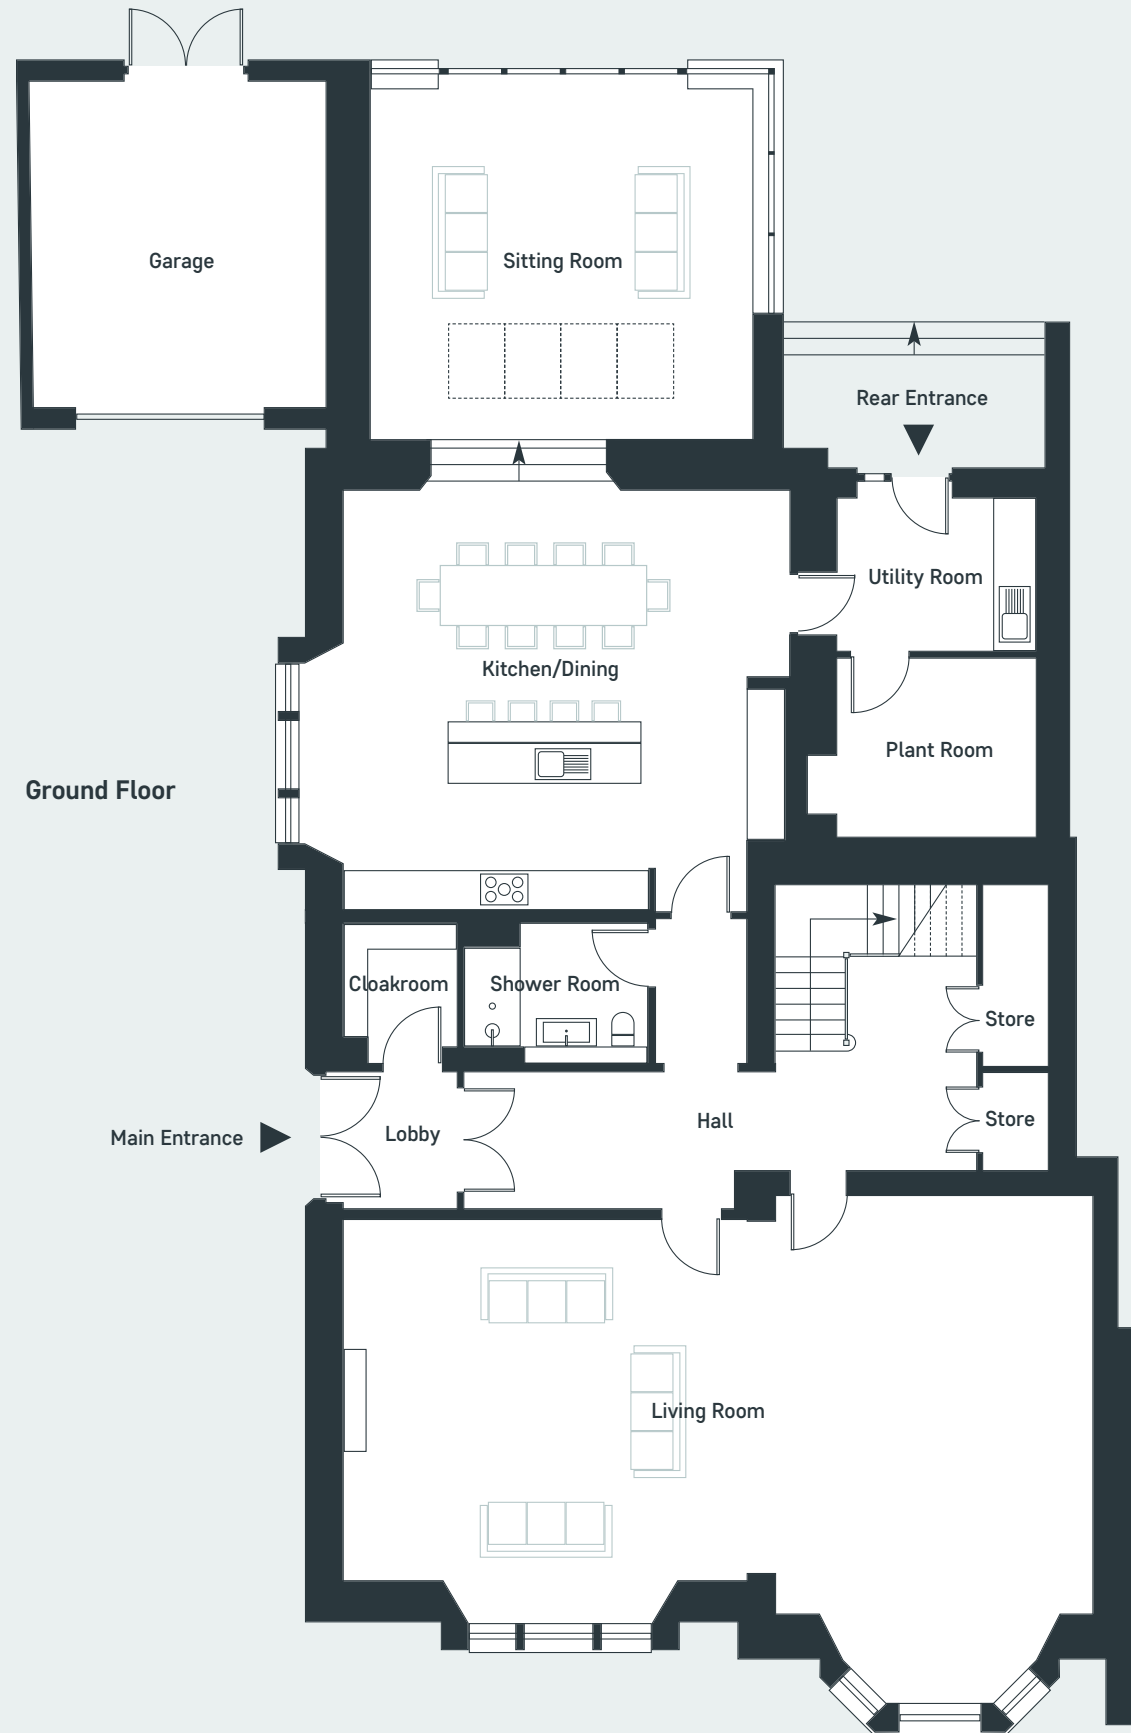 Garage
Sitting Room
Rear Entrance
Utility Room
Kitchen/Dining
Plant Room
Ground Floor
Cloakroom
Shower Room
Store
Main Entrance
Lobby
Hall
Store
Living Room